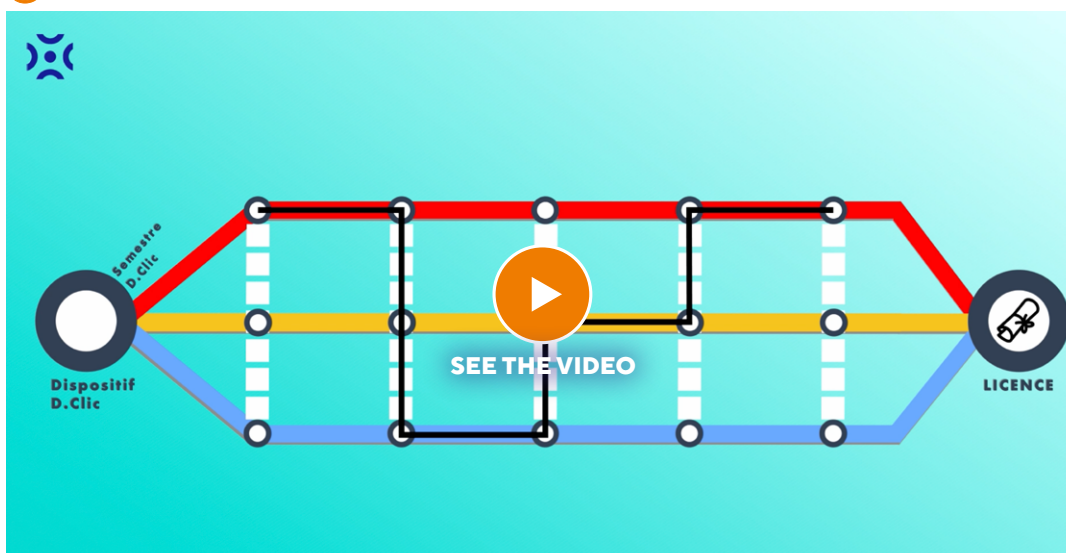 Semestre
D.Clic
Dispositif
D.Clic
SEE THE VIDEO
LICENCE